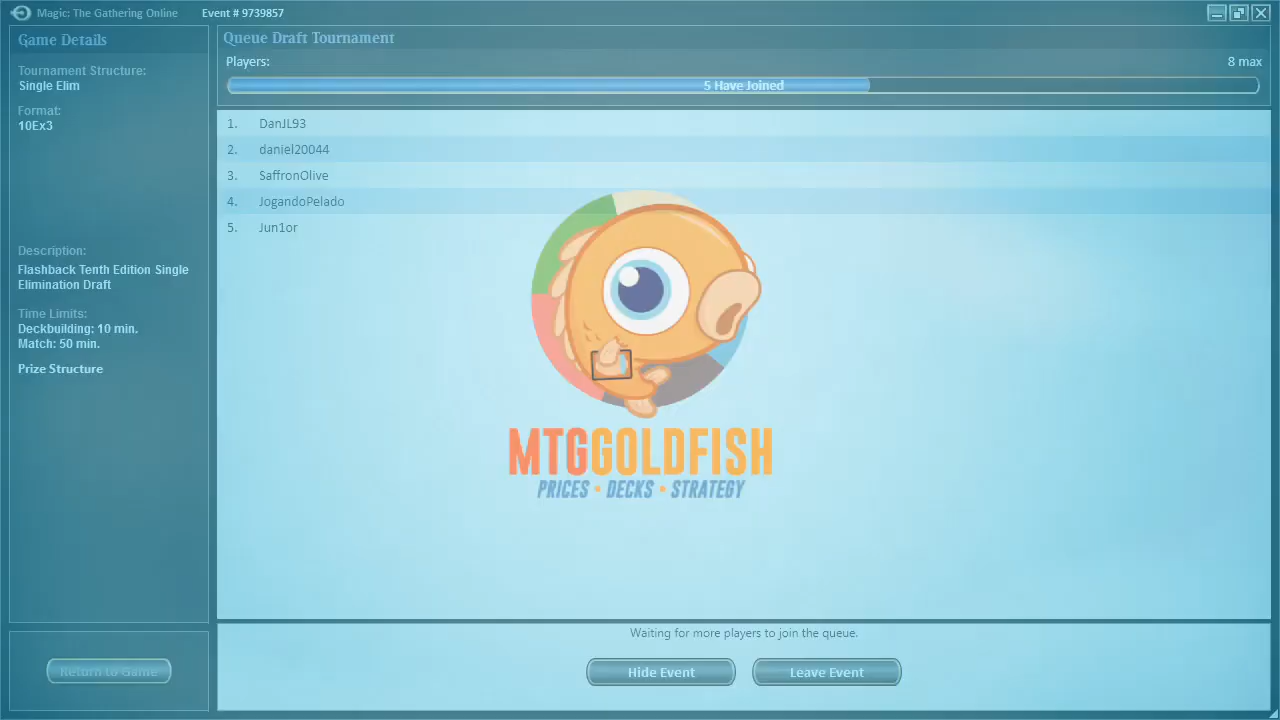 Magic: The Gathering Online Event # 9739857
Game Details
Tournament Structure:
Single Elim
Format:
10Ex3
Description:
Flashback Tenth Edition Single
Elimination Draft
Time Limits:
Deckbuilding: 10 min.
Match: 50 min.
Prize Structure
Return to Game
Queue Draft Tournament
Players: 8 max
5 Have Joined
1. DanJL93
2. daniel20044
3. SaffronOlive
4. JogandoPelado
5. Jun1or
MTGGOLDFISH
PRICES • DECKS • STRATEGY
Waiting for more players to join the queue.
Hide Event Leave Event